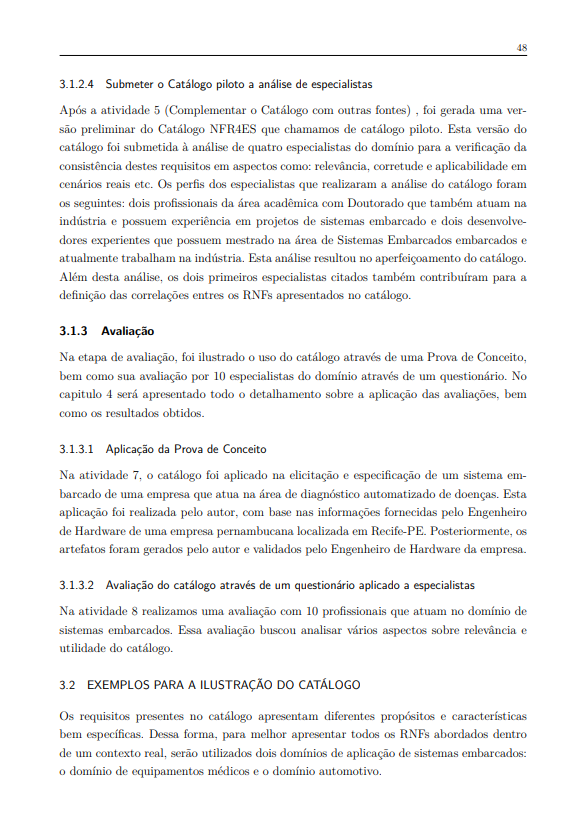 48
3.1.2.4 Submeter o Catálogo piloto a análise de especialistas
Após a atividade 5 (Complementar o Catálogo com outras fontes) , foi gerada uma ver-
são preliminar do Catálogo NFR4ES que chamamos de catálogo piloto. Esta versão do
catálogo foi submetida à análise de quatro especialistas do domínio para a verificação da
consistência destes requisitos em aspectos como: relevância, corretude e aplicabilidade em
cenários reais etc. Os perfis dos especialistas que realizaram a análise do catálogo foram
os seguintes: dois profissionais da área acadêmica com Doutorado que também atuam na
indústria e possuem experiência em projetos de sistemas embarcado e dois desenvolve-
dores experientes que possuem mestrado na área de Sistemas Embarcados embarcados e
atualmente trabalham na indústria. Esta análise resultou no aperfeiçoamento do catálogo.
Além desta análise, os dois primeiros especialistas citados também contribuíram para a
definição das correlações entres os RNFs apresentados no catálogo.
3.1.3 Avaliação
Na etapa de avaliação, foi ilustrado o uso do catálogo através de uma Prova de Conceito,
bem como sua avaliação por 10 especialistas do domínio através de um questionário. No
capitulo 4 será apresentado todo o detalhamento sobre a aplicação das avaliações, bem
como os resultados obtidos.
3.1.3.1 Aplicação da Prova de Conceito
Na atividade 7, o catálogo foi aplicado na elicitação e especificação de um sistema em-
barcado de uma empresa que atua na área de diagnóstico automatizado de doenças. Esta
aplicação foi realizada pelo autor, com base nas informações fornecidas pelo Engenheiro
de Hardware de uma empresa pernambucana localizada em Recife-PE. Posteriormente, os
artefatos foram gerados pelo autor e validados pelo Engenheiro de Hardware da empresa.
3.1.3.2 Avaliação do catálogo através de um questionário aplicado a especialistas
Na atividade 8 realizamos uma avaliação com 10 profissionais que atuam no domínio de
sistemas embarcados. Essa avaliação buscou analisar vários aspectos sobre relevância e
utilidade do catálogo.
3.2 EXEMPLOS PARA A ILUSTRAÇÃO DO CATÁLOGO
Os requisitos presentes no catálogo apresentam diferentes propósitos e características
bem específicas. Dessa forma, para melhor apresentar todos os RNFs abordados dentro
de um contexto real, serão utilizados dois domínios de aplicação de sistemas embarcados:
o domínio de equipamentos médicos e o domínio automotivo.